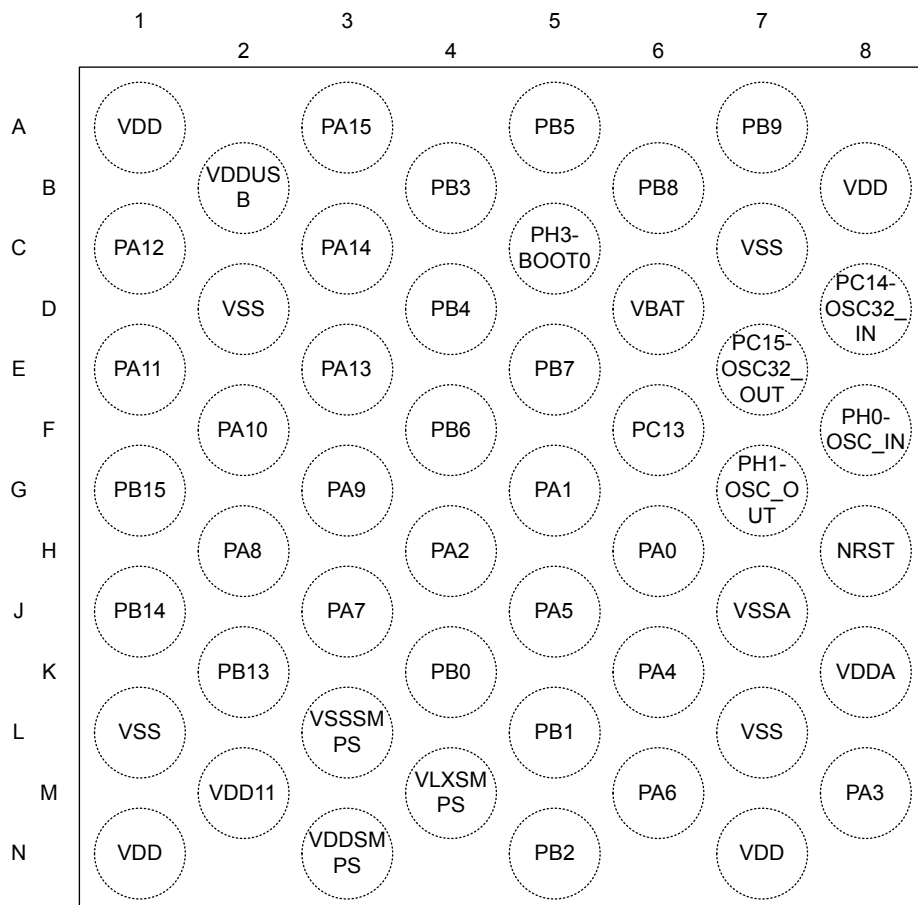 1 3 5 7
2 4 6 8
A VDD PA15 PB5 PB9
B VDDUS
B PB3 PB8 VDD
C PA12 PA14 PH3-
BOOT0 VSS
D VSS PB4 VBAT PC14-
OSC32_
IN
E PA11 PA13 PB7 PC15-
OSC32_
OUT
F PA10 PB6 PC13 PH0-
OSC_IN
G PB15 PA9 PA1 PH1-
OSC_O
UT
H PA8 PA2 PA0 NRST
J PB14 PA7 PA5 VSSA
K PB13 PB0 PA4 VDDA
L VSS VSSSM
PS PB1 VSS
M VDD11 VLXSM
PS PA6 PA3
N VDD VDDSM
PS PB2 VDD